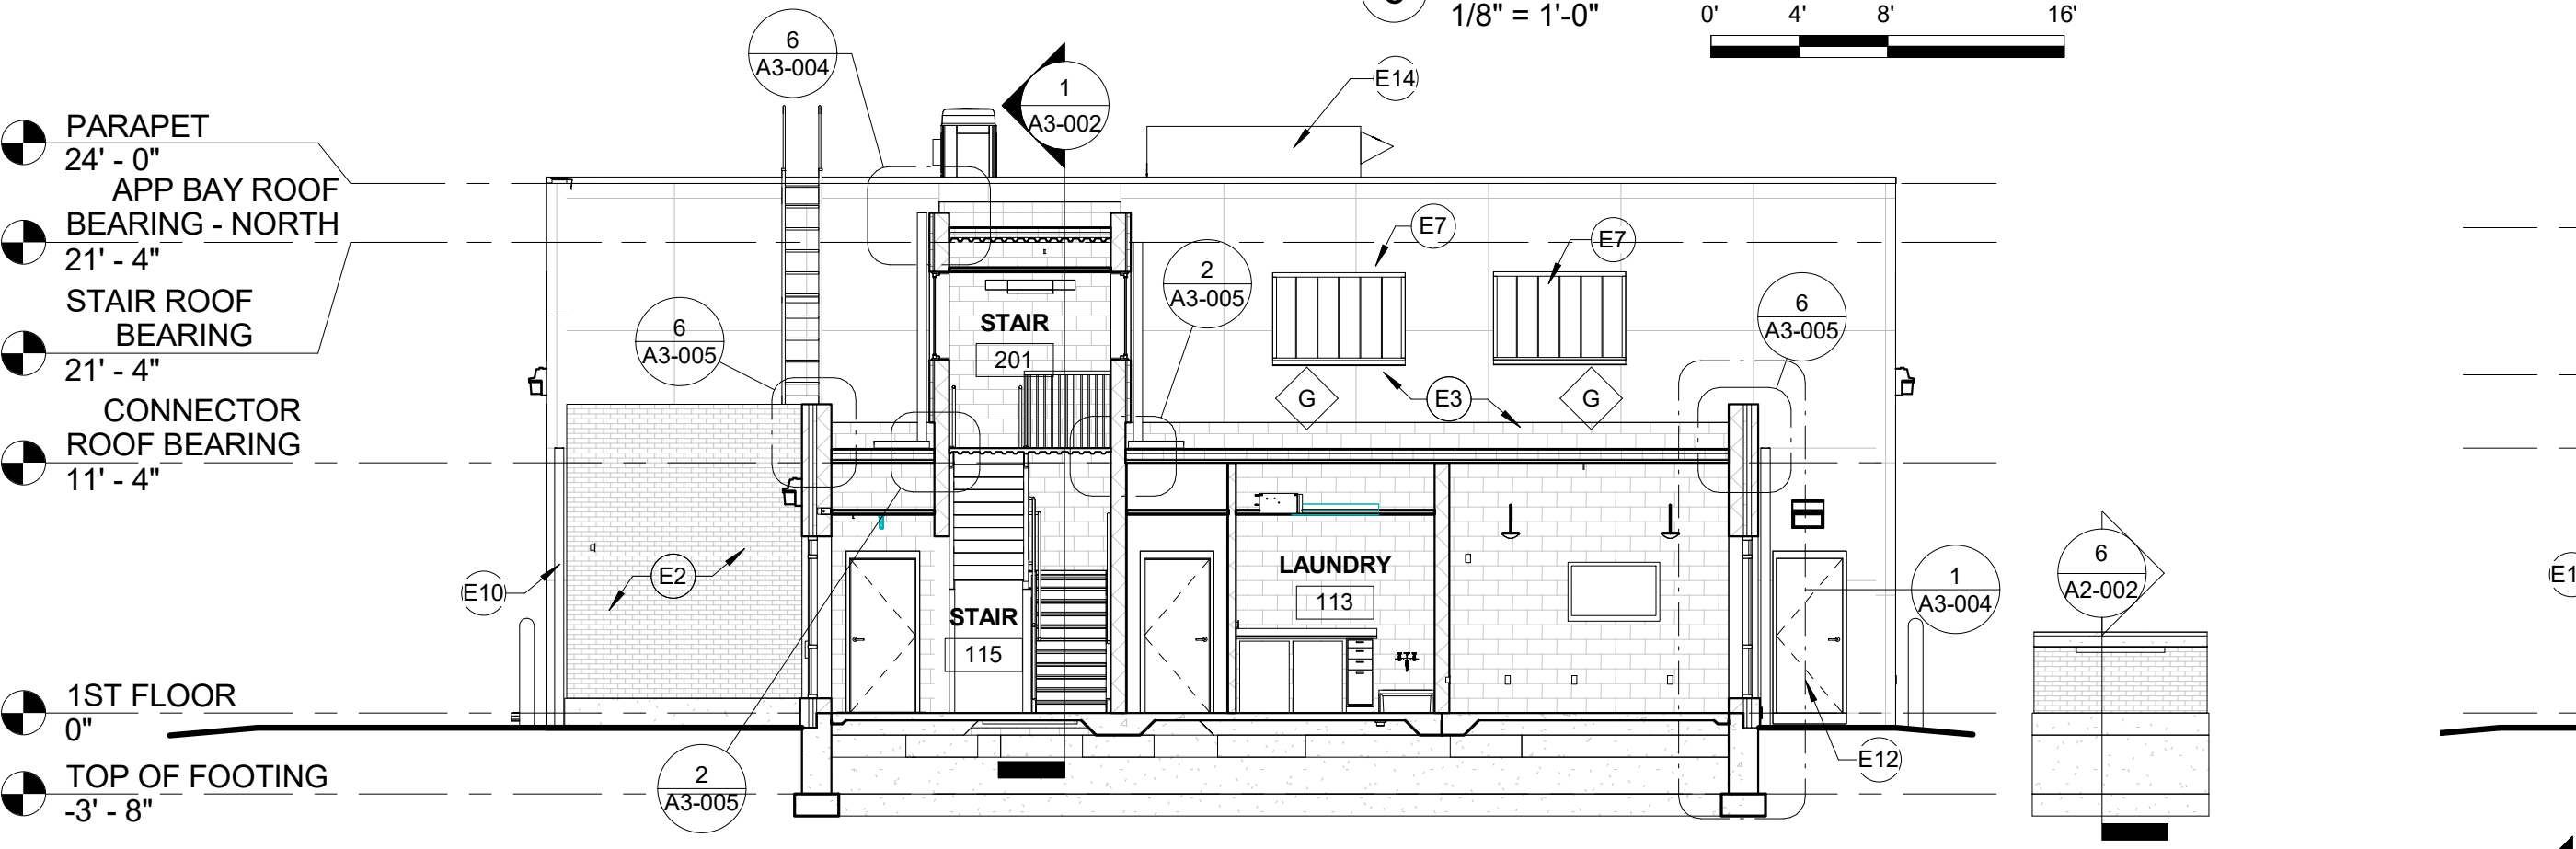 1/8" = 1'-0"
0' 4' 8' 16'
6
A3-004
1
A3-002
E14
PARAPET
24' - 0"
APP BAY ROOF
BEARING - NORTH
21' - 4"
STAIR ROOF
BEARING
21' - 4"
CONNECTOR
ROOF BEARING
11' - 4"
1ST FLOOR
0"
TOP OF FOOTING
-3' - 8"
E7
E7
2
A3-005
6
A3-005
6
A3-005
STAIR
201
G
E3
G
E10
E2
STAIR
115
LAUNDRY
113
1
A3-004
6
A2-002
E12
2
A3-005